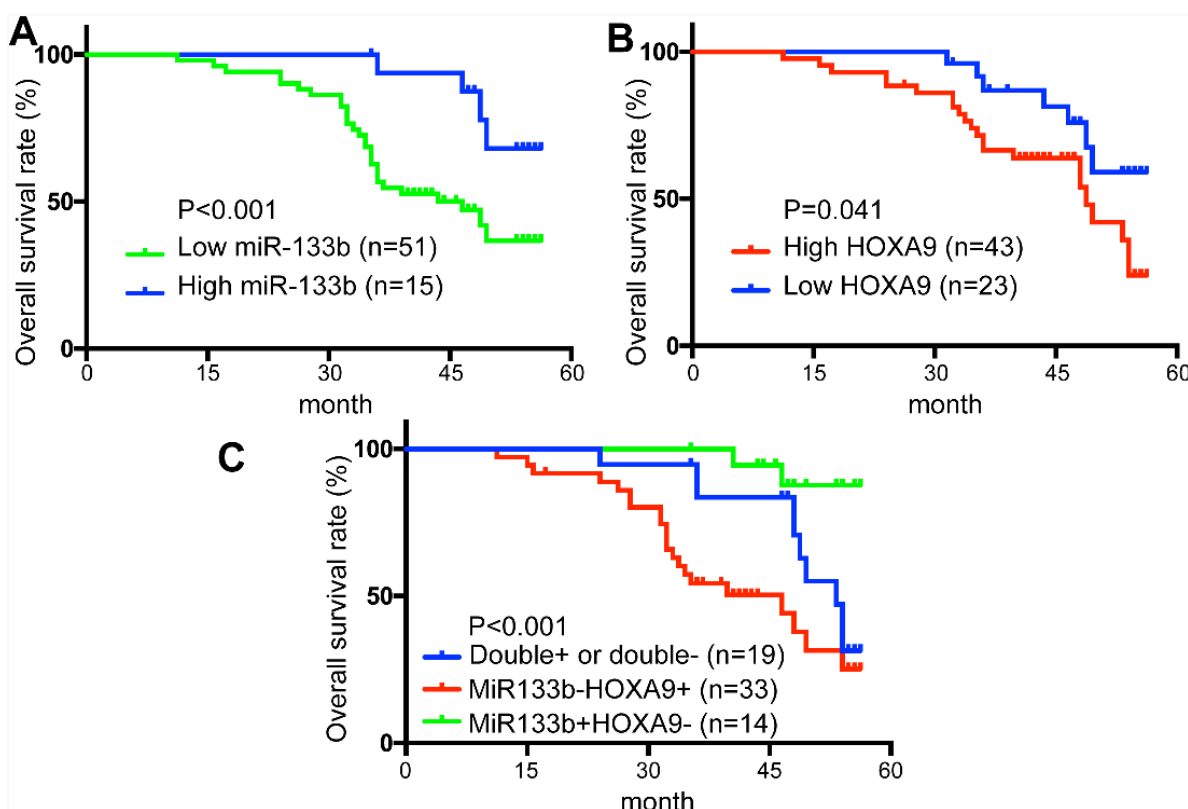 A
Overall survival rate (%)
100
50
0
P<0.001
Low miR-133b (n=51)
High miR-133b (n=15)
0 15 30 45 60
month
B
Overall survival rate (%)
100
50
0
P=0.041
High HOXA9 (n=43)
Low HOXA9 (n=23)
0 15 30 45 60
month
C
Overall survival rate (%)
100
50
0
P<0.001
Double+ or double- (n=19)
MiR133b-HOXA9+ (n=33)
MiR133b+HOXA9- (n=14)
0 15 30 45 60
month